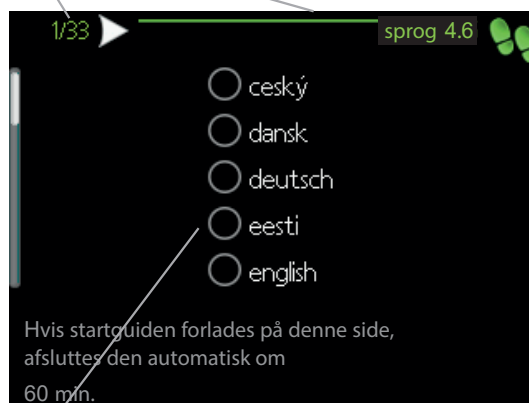 1/33
sprog 4.6
ceský
dansk
deutsch
eesti
english
Hvis startguiden forlades på denne side,
afsluttes den automatisk om
60 min.